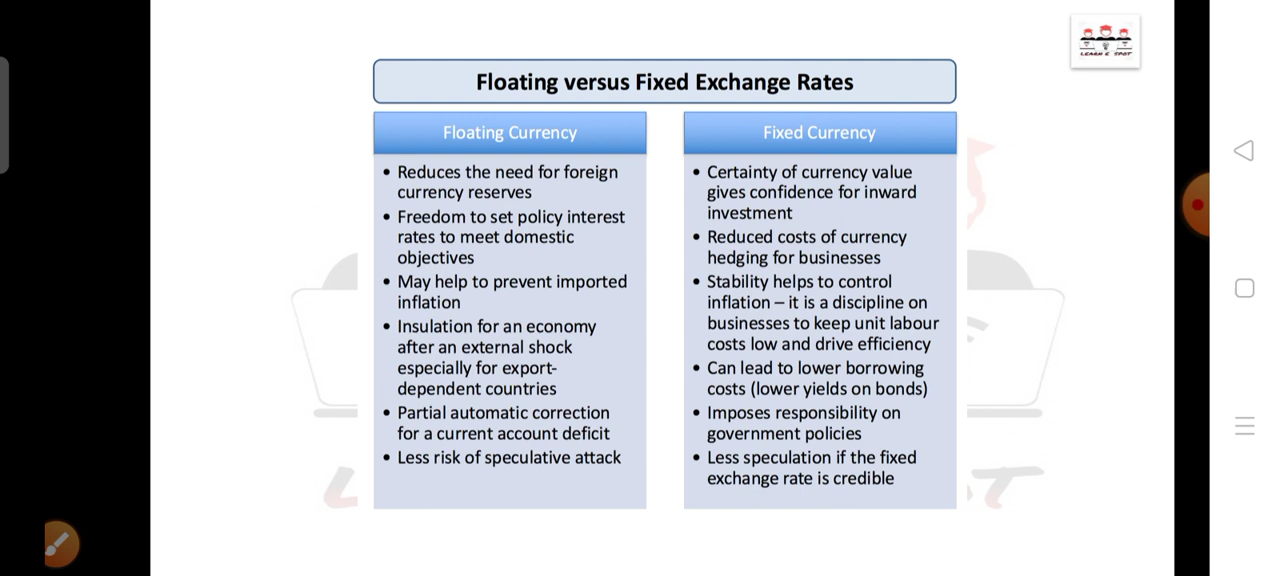 LEARN E SPOT
Floating versus Fixed Exchange Rates
Floating Currency
• Reduces the need for foreign
currency reserves
• Freedom to set policy interest
rates to meet domestic
objectives
• May help to prevent imported
inflation
• Insulation for an economy
after an external shock
especially for export-
dependent countries
• Partial automatic correction
for a current account deficit
• Less risk of speculative attack
Fixed Currency
• Certainty of currency value
gives confidence for inward
investment
• Reduced costs of currency
hedging for businesses
• Stability helps to control
inflation – it is a discipline on
businesses to keep unit labour
costs low and drive efficiency
• Can lead to lower borrowing
costs (lower yields on bonds)
• Imposes responsibility on
government policies
• Less speculation if the fixed
exchange rate is credible
L
T